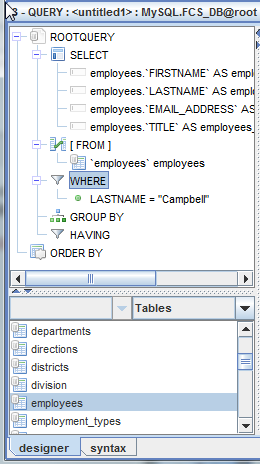 3 - QUERY : <untitled1> : MySQL.FCS_DB@root
ROOTQUERY
SELECT
employees.`FIRSTNAME` AS empl
employees.`LASTNAME` AS emplo
employees.`EMAIL_ADDRESS` AS
employees.`TITLE` AS employees_
[ FROM ]
`employees` employees
WHERE
LASTNAME = "Campbell"
GROUP BY
HAVING
ORDER BY
Tables
departments
directions
districts
division
employees
employment_types
designer
syntax